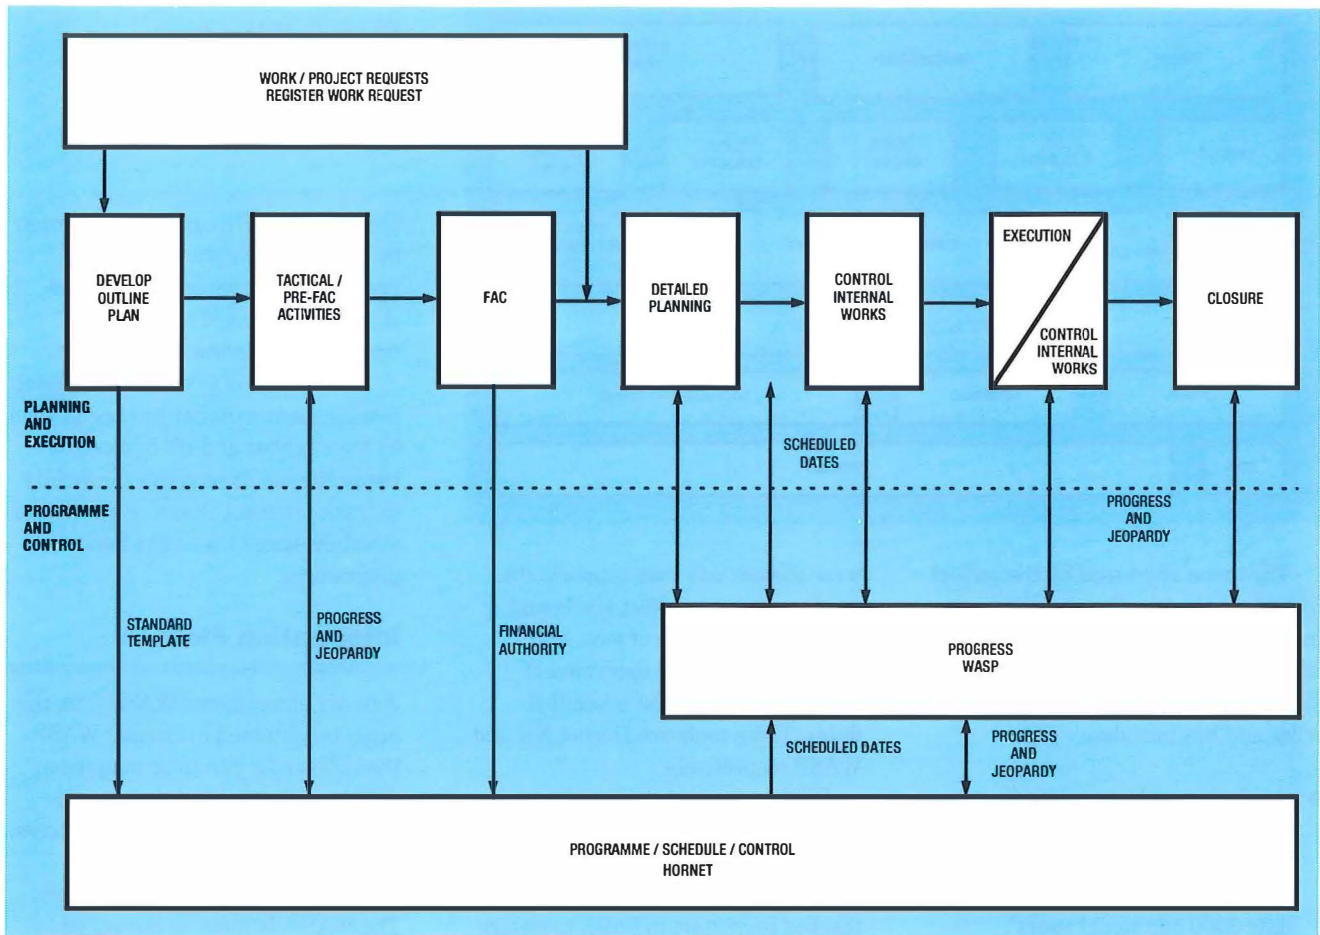 WORK / PROJECT REQUESTS
REGISTER WORK REQUEST
DEVELOP
OUTLINE
PLAN
TACTICAL /
PRE-FAC
ACTIVITIES
FAC
DETAILED
PLANNING
CONTROL
INTERNAL
WORKS
EXECUTION
CONTROL
INTERNAL
WORKS
CLOSURE
PLANNING
AND
EXECUTION
SCHEDULED
DATES
PROGRAMME
AND
CONTROL
PROGRESS
AND
JEOPARDY
STANDARD
TEMPLATE
PROGRESS
AND
JEOPARDY
FINANCIAL
AUTHORITY
PROGRESS
WASP
SCHEDULED DATES
PROGRESS
AND
JEOPARDY
PROGRAMME / SCHEDULE / CONTROL
HORNET